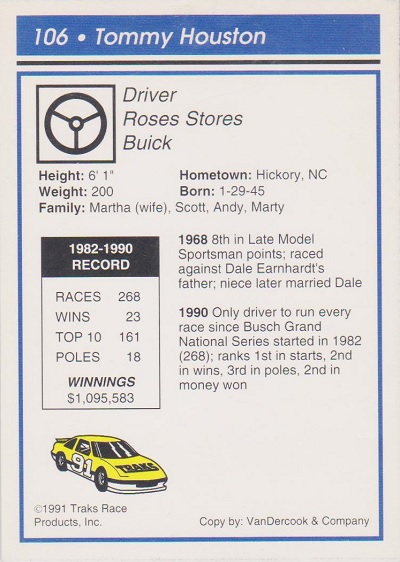 106 • Tommy Houston
Driver
Roses Stores
Buick
Height: 6' 1"
Weight: 200
Hometown: Hickory, NC
Born: 1-29-45
Family: Martha (wife), Scott, Andy, Marty
1982-1990
RECORD
RACES 268
WINS 23
TOP 10 161
POLES 18
WINNINGS
$1,095,583
1968 8th in Late Model
Sportsman points; raced
against Dale Earnhardt's
father; niece later married Dale
1990 Only driver to run every
race since Busch Grand
National Series started in 1982
(268); ranks 1st in starts, 2nd
in wins, 3rd in poles, 2nd in
money won
91
TRAKS
©1991 Traks Race
Products, Inc.
Copy by: VanDercook & Company